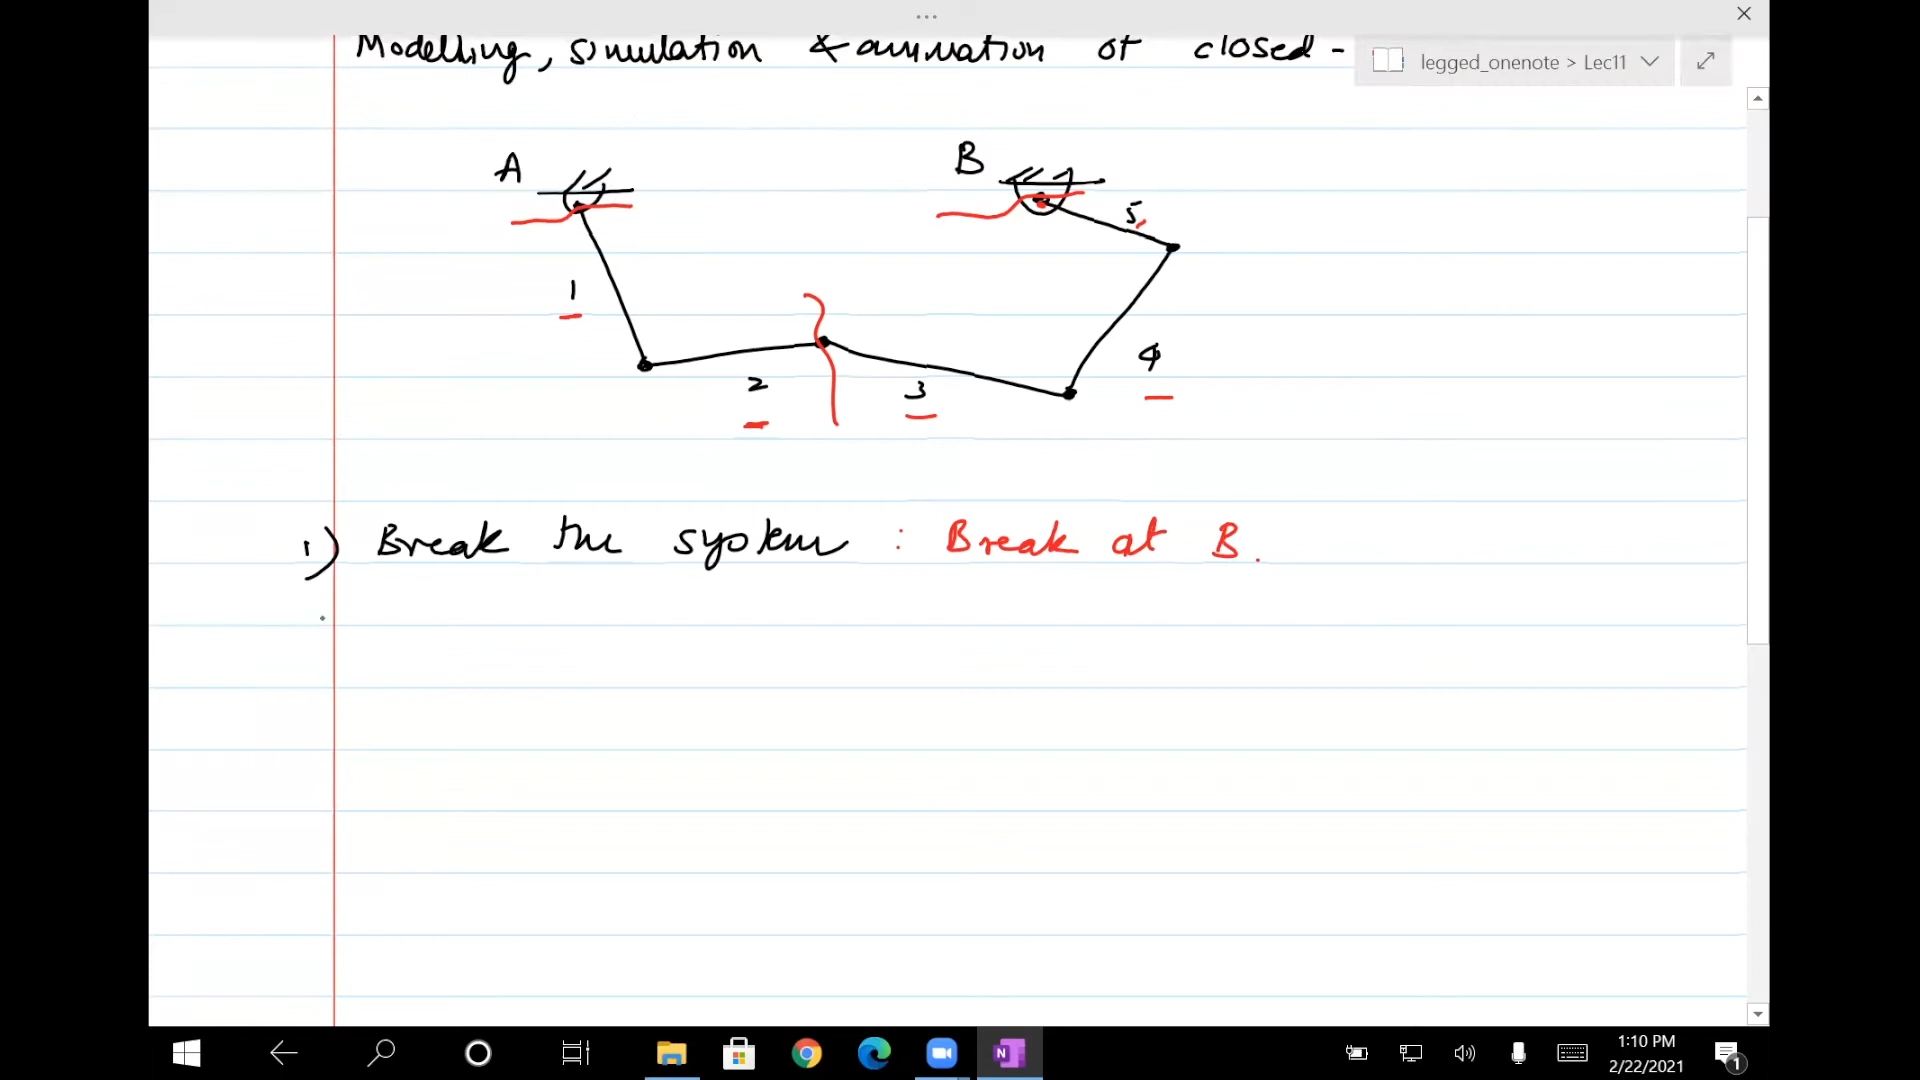 Modelling, simulation & animation of closed-
legged_onenote > Lec11
A
B
5
1
4
2
3
1) Break the system : Break at B.
N
1:10 PM
2/22/2021
1